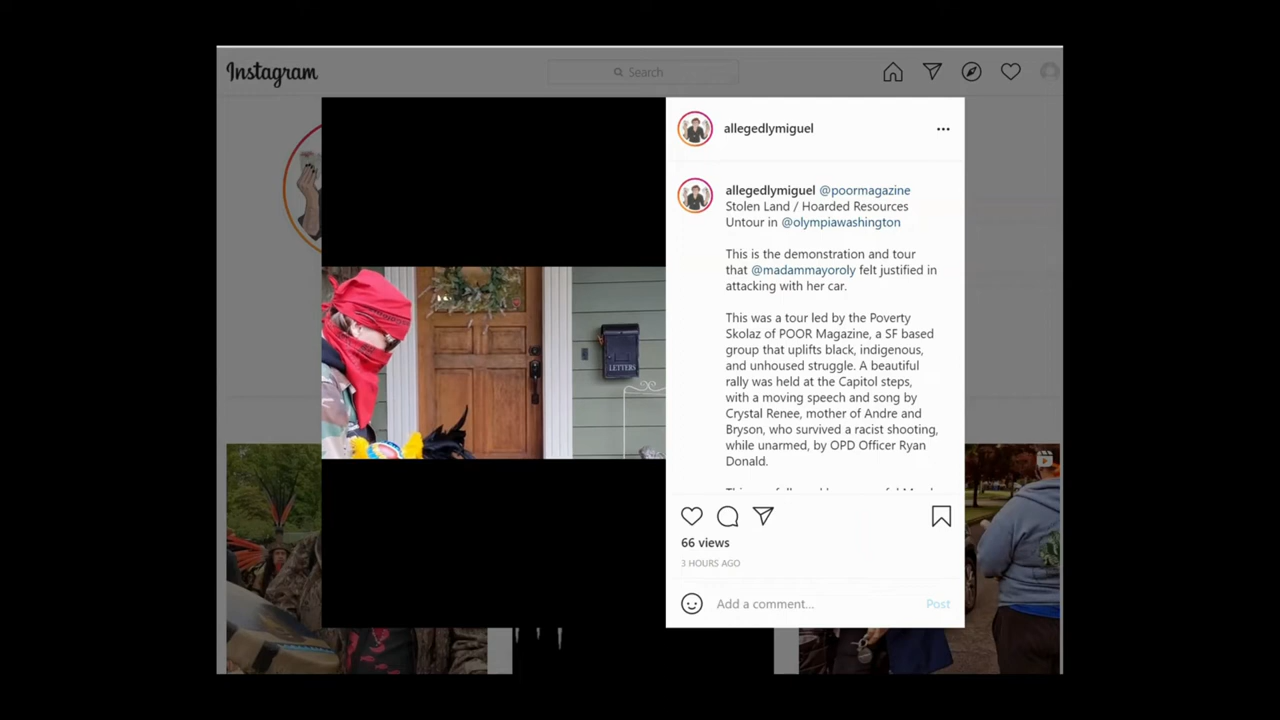 Instagram
Search
allegedlymiguel
allegedlymiguel @poormagazine
Stolen Land / Hoarded Resources
Untour in @olympiawashington
This is the demonstration and tour
that @madammayoroly felt justified in
attacking with her car.
This was a tour led by the Poverty
Skolaz of POOR Magazine, a SF based
group that uplifts black, indigenous,
and unhoused struggle. A beautiful
rally was held at the Capitol steps,
with a moving speech and song by
Crystal Renee, mother of Andre and
Bryson, who survived a racist shooting,
while unarmed, by OPD Officer Ryan
Donald.
LETTERS
66 views
3 HOURS AGO
Add a comment...
Post